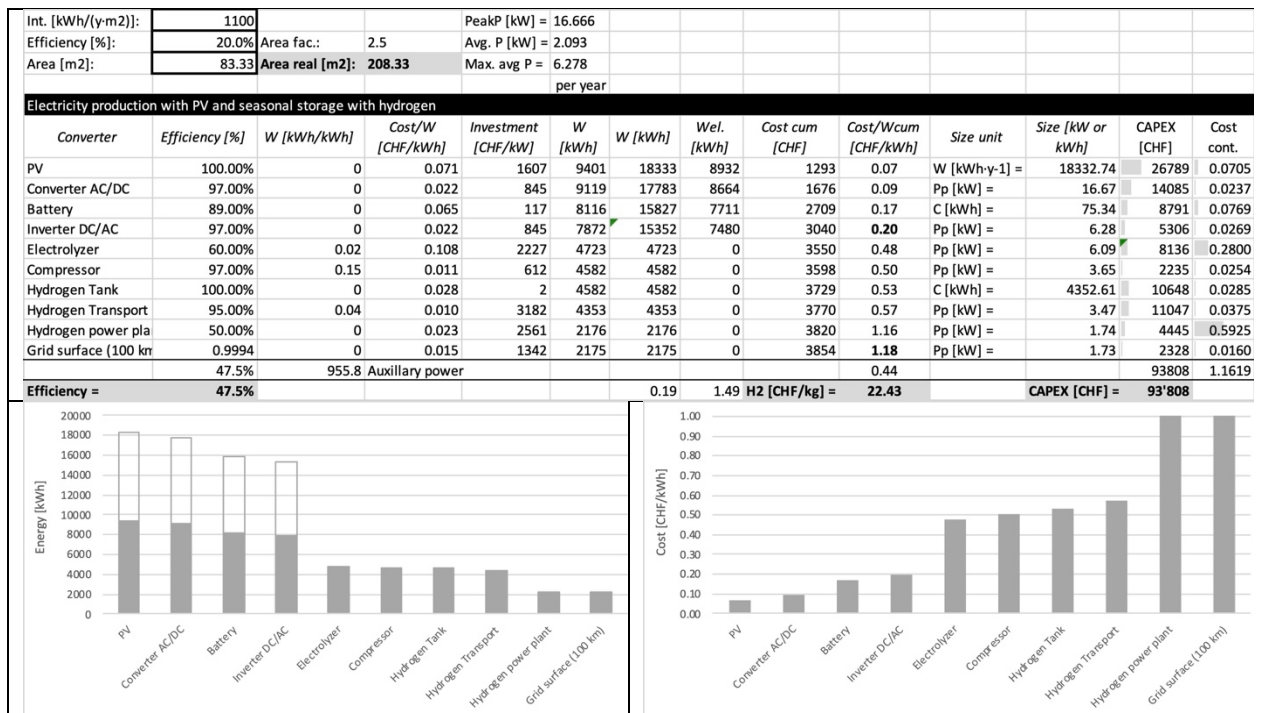 Int. [kWh/(y·m2)]: 1100 PeakP [kW] = 16.666
Efficiency [%]: 20.0% Area fac.: 2.5 Avg. P [kW] = 2.093
Area [m2]: 83.33 Area real [m2]: 208.33 Max. avg P = 6.278
per year
Electricity production with PV and seasonal storage with hydrogen
Converter Efficiency [%] W [kWh/kWh] Cost/W [CHF/kWh] Investment [CHF/kW] W [kWh] W [kWh] Wel. [kWh] Cost cum [CHF] Cost/Wcum [CHF/kWh] Size unit Size [kW or kWh] CAPEX [CHF] Cost cont.
PV 100.00% 0 0.071 1607 9401 18333 8932 1293 0.07 W [kWh·y-1] = 18332.74 26789 0.0705
Converter AC/DC 97.00% 0 0.022 845 9119 17783 8664 1676 0.09 Pp [kW] = 16.67 14085 0.0237
Battery 89.00% 0 0.065 117 8116 15827 7711 2709 0.17 C [kWh] = 75.34 8791 0.0769
Inverter DC/AC 97.00% 0 0.022 845 7872 15352 7480 3040 0.20 Pp [kW] = 6.28 5306 0.0269
Electrolyzer 60.00% 0.02 0.108 2227 4723 4723 0 3550 0.48 Pp [kW] = 6.09 8136 0.2800
Compressor 97.00% 0.15 0.011 612 4582 4582 0 3598 0.50 Pp [kW] = 3.65 2235 0.0254
Hydrogen Tank 100.00% 0 0.028 2 4582 4582 0 3729 0.53 C [kWh] = 4352.61 10648 0.0285
Hydrogen Transport 95.00% 0.04 0.010 3182 4353 4353 0 3770 0.57 Pp [kW] = 3.47 11047 0.0375
Hydrogen power pla 50.00% 0 0.023 2561 2176 2176 0 3820 1.16 Pp [kW] = 1.74 4445 0.5925
Grid surface (100 km 0.9994 0 0.015 1342 2175 2175 0 3854 1.18 Pp [kW] = 1.73 2328 0.0160
47.5% 955.8 Auxillary power 0.44 93808 1.1619
Efficiency = 47.5% 0.19 1.49 H2 [CHF/kg] = 22.43 CAPEX [CHF] = 93'808
Energy [kWh]
20000
18000
16000
14000
12000
10000
8000
6000
4000
2000
0
PV
Converter AC/DC
Battery
Inverter DC/AC
Electrolyzer
Compressor
Hydrogen Tank
Hydrogen Transport
Hydrogen power plant
Grid surface (100 km)
Cost [CHF/kWh]
1.00
0.90
0.80
0.70
0.60
0.50
0.40
0.30
0.20
0.10
0.00
PV
Converter AC/DC
Battery
Inverter DC/AC
Electrolyzer
Compressor
Hydrogen Tank
Hydrogen Transport
Hydrogen power plant
Grid surface (100 km)